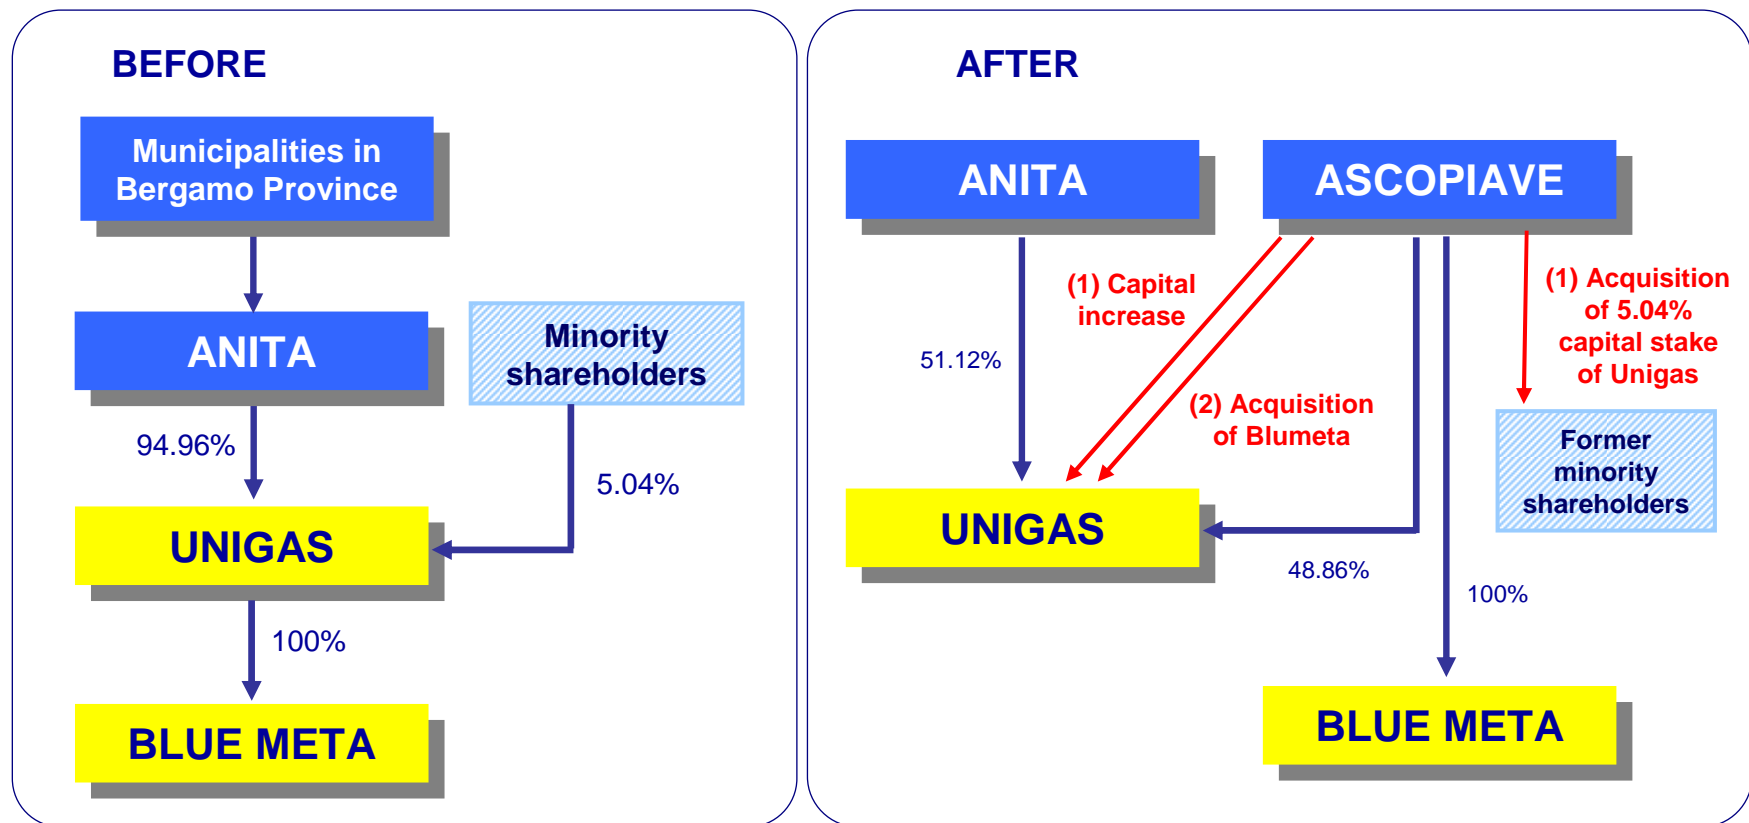 BEFORE
Municipalities in
Bergamo Province
ANITA
Minority
shareholders
94.96%
5.04%
UNIGAS
100%
BLUE META
AFTER
ANITA
ASCOPIAVE
(1) Capital
increase
(1) Acquisition
of 5.04%
capital stake
of Unigas
51.12%
(2) Acquisition
of Blumeta
Former
minority
shareholders
UNIGAS
48.86%
100%
BLUE META